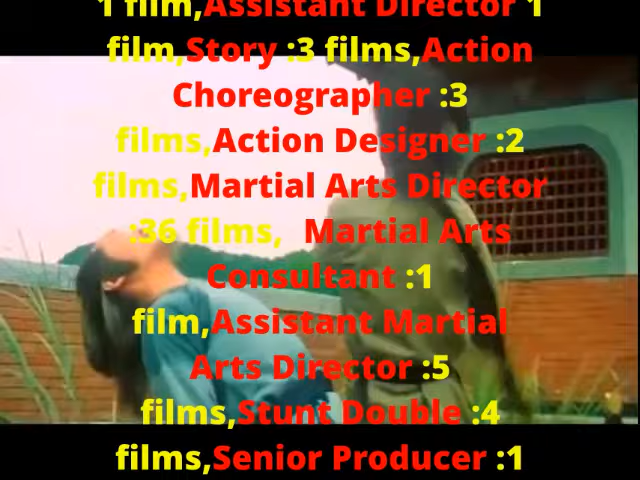 1 film,Assistant Director 1
film,Story :3 films,Action
Choreographer :3
films,Action Designer :2
films,Martial Arts Director
:36 films,  Martial Arts
Consultant :1
film,Assistant Martial
Arts Director :5
films,Stunt Double :4
films,Senior Producer :1